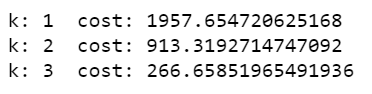 k: 1  cost: 1957.654720625168
k: 2  cost: 913.3192714747092
k: 3  cost: 266.65851965491936